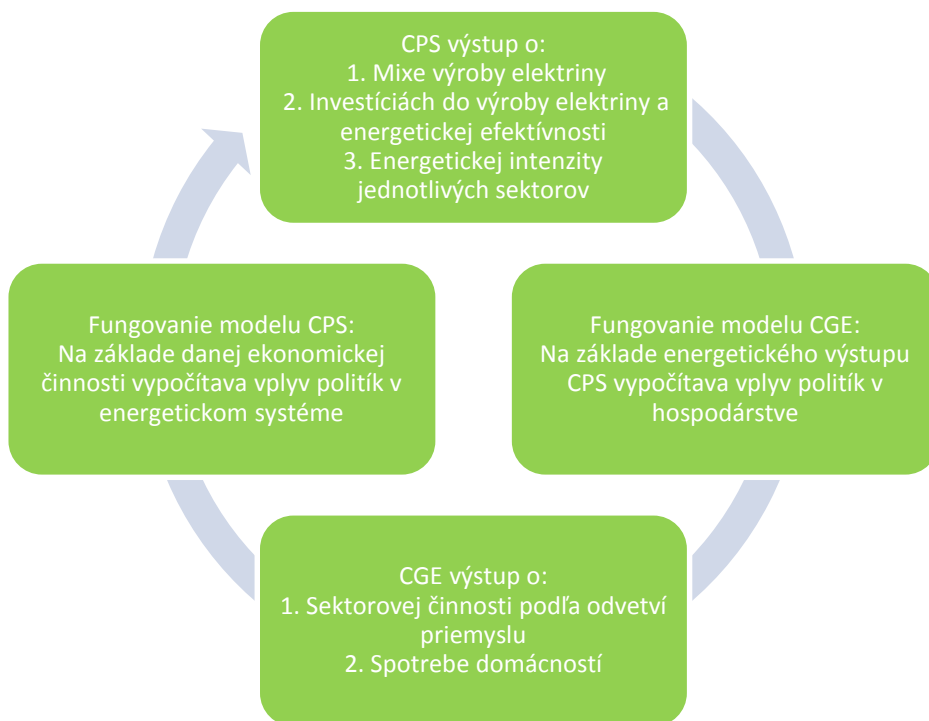 CPS výstup o:
1. Mixe výroby elektriny
2. Investíciách do výroby elektriny a
energetickej efektívnosti
3. Energetickej intenzity
jednotlivých sektorov
Fungovanie modelu CPS:
Na základe danej ekonomickej
činnosti vypočítava vplyv politík v
energetickom systéme
Fungovanie modelu CGE:
Na základe energetického výstupu
CPS vypočítava vplyv politík v
hospodárstve
CGE výstup o:
1. Sektorovej činnosti podľa odvetví
priemyslu
2. Spotrebe domácností